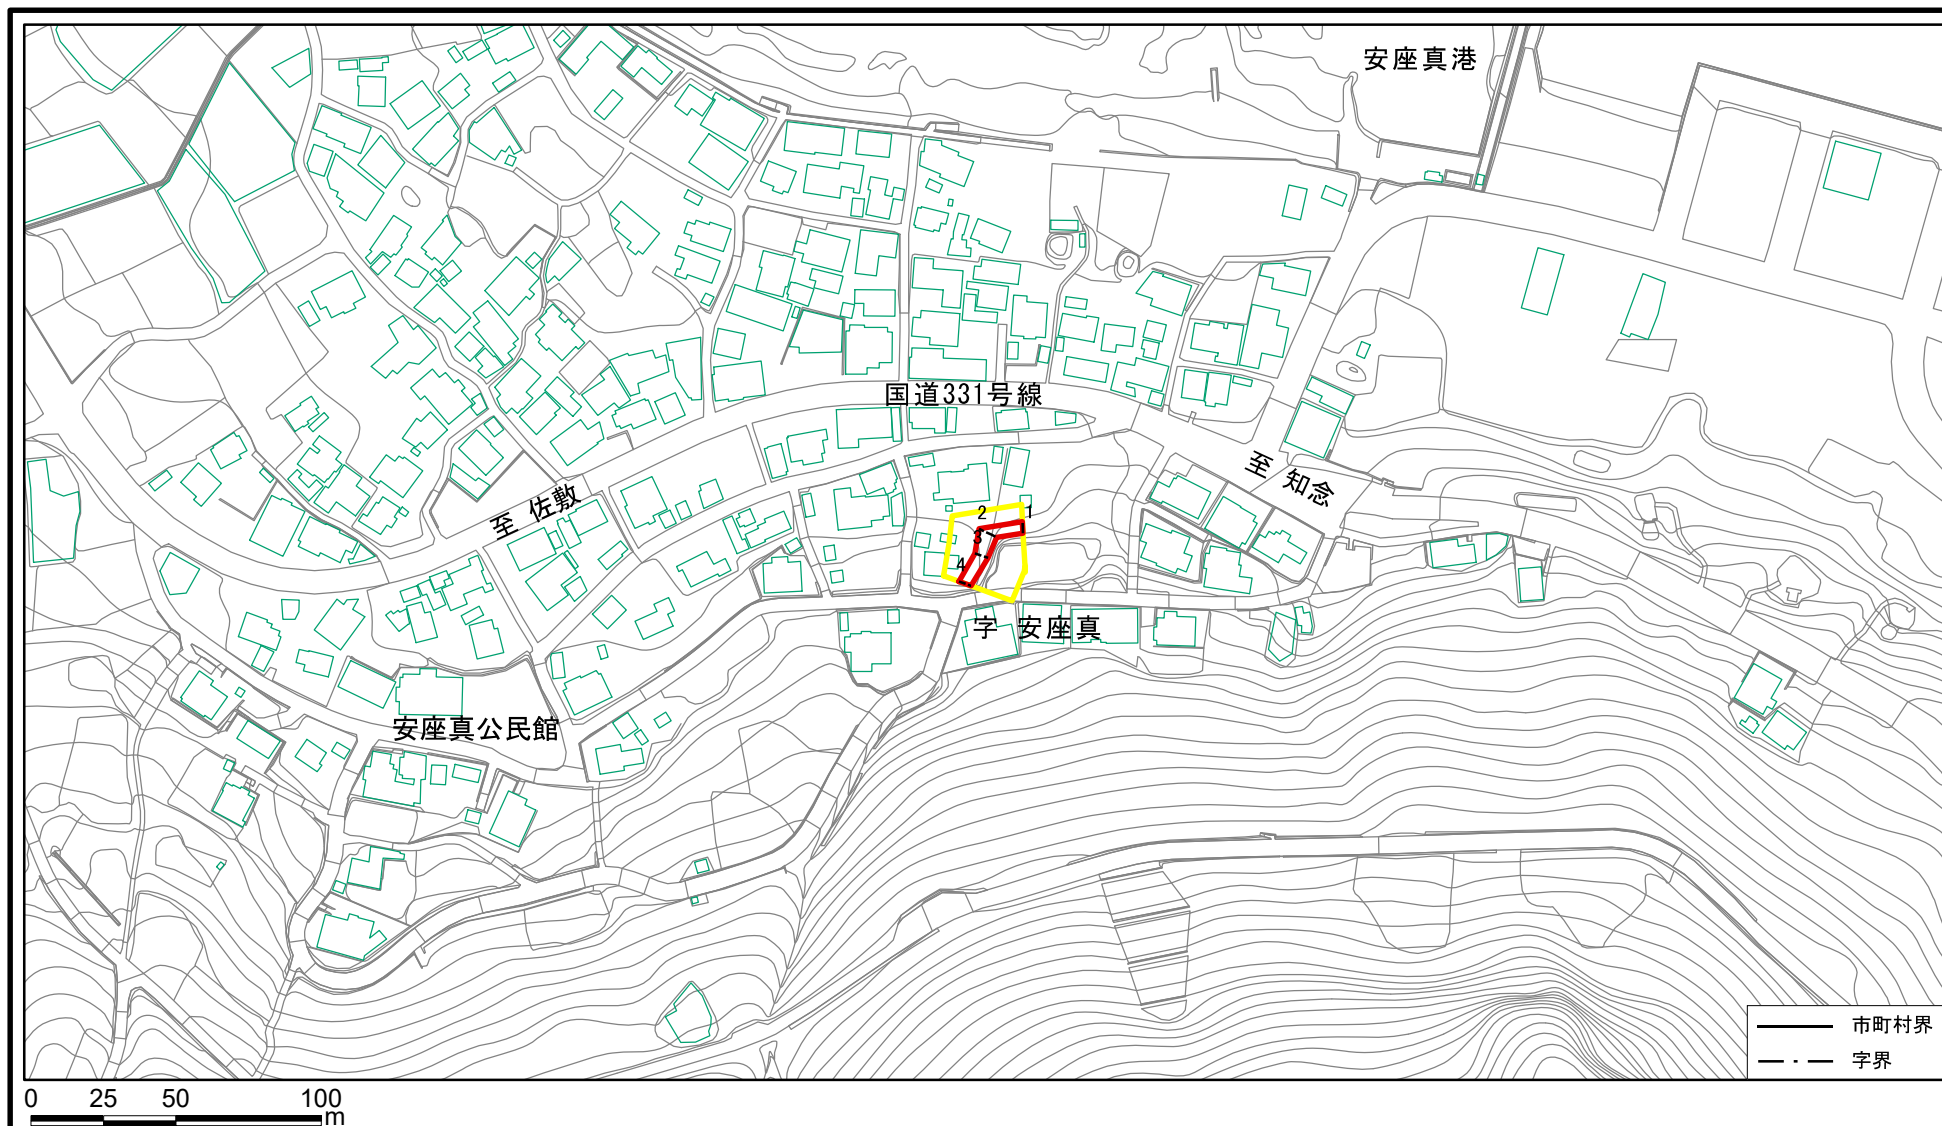 安座真港
国道331号線
至 知念
至 佐敷
2
1
3
4
字 安座真
安座真公民館
市町村界
字界
0 25 50 100
m